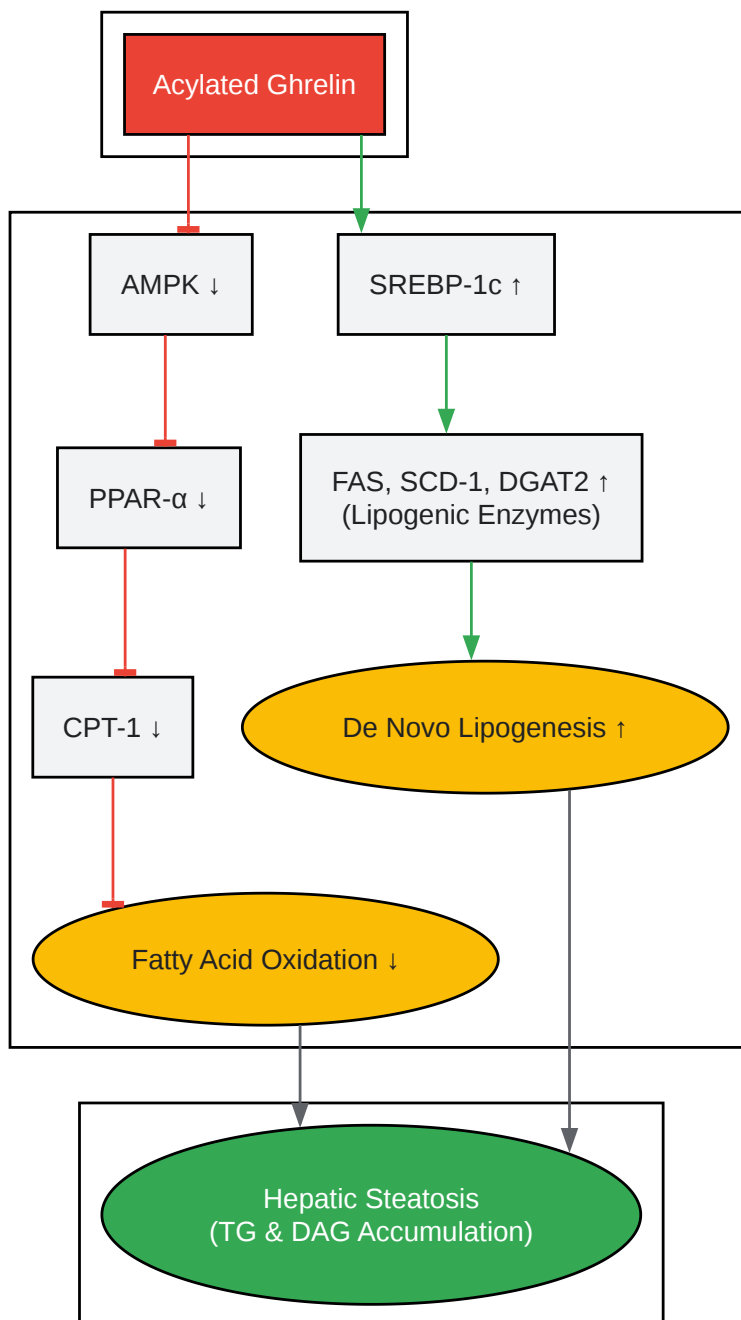 Acylated Ghrelin
AMPK ↓
SREBP-1c ↑
PPAR-α ↓
FAS, SCD-1, DGAT2 ↑
(Lipogenic Enzymes)
CPT-1 ↓
De Novo Lipogenesis ↑
Fatty Acid Oxidation ↓
Hepatic Steatosis
(TG & DAG Accumulation)